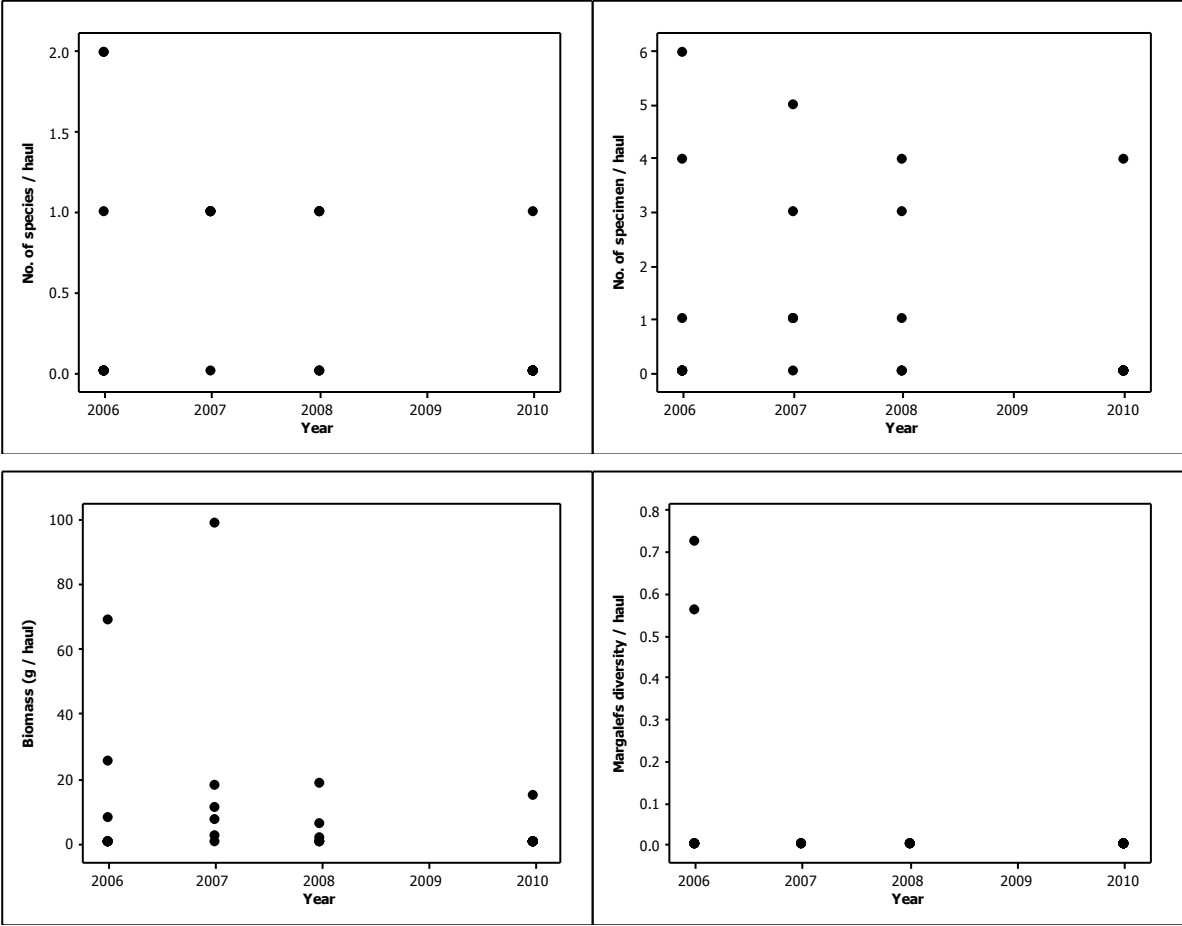 No. of species / haul
2.0
1.5
1.0
0.5
0.0
2006 2007 2008 2009 2010
Year
No. of specimen / haul
6
5
4
3
2
1
0
2006 2007 2008 2009 2010
Year
Biomass (g / haul)
100
80
60
40
20
0
2006 2007 2008 2009 2010
Year
Margalefs diversity / haul
0.8
0.7
0.6
0.5
0.4
0.3
0.2
0.1
0.0
2006 2007 2008 2009 2010
Year